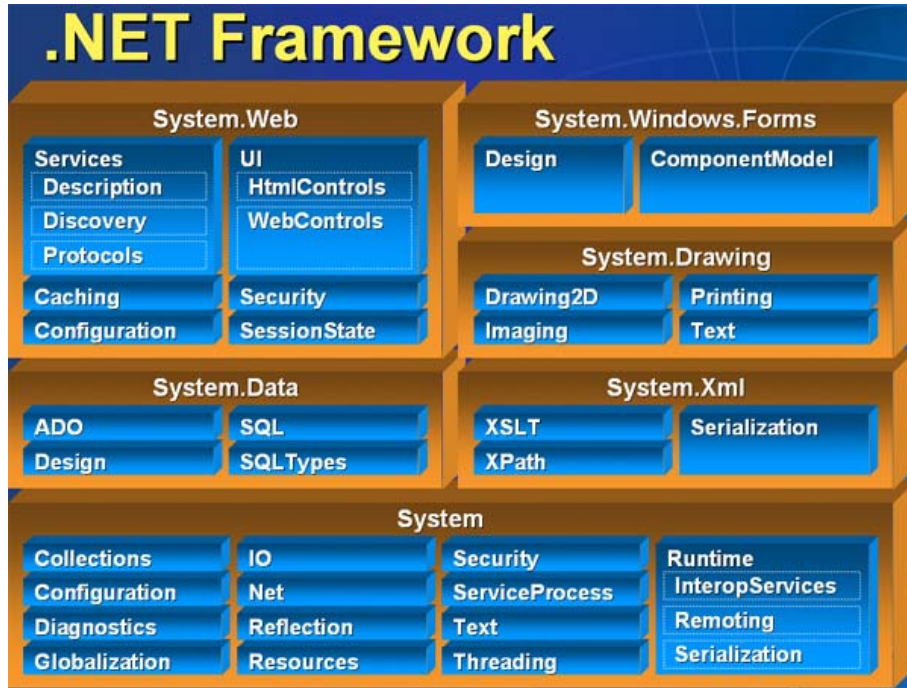 .NET Framework
System.Web
Services
Description
Discovery
Protocols
Caching
Configuration
UI
HtmlControls
WebControls
Security
SessionState
System.Windows.Forms
Design
ComponentModel
System.Drawing
Drawing2D
Imaging
Printing
Text
System.Data
ADO
Design
SQL
SQLTypes
System.Xml
XSLT
XPath
Serialization
System
Collections
Configuration
Diagnostics
Globalization
IO
Net
Reflection
Resources
Security
ServiceProcess
Text
Threading
Runtime
InteropServices
Remoting
Serialization